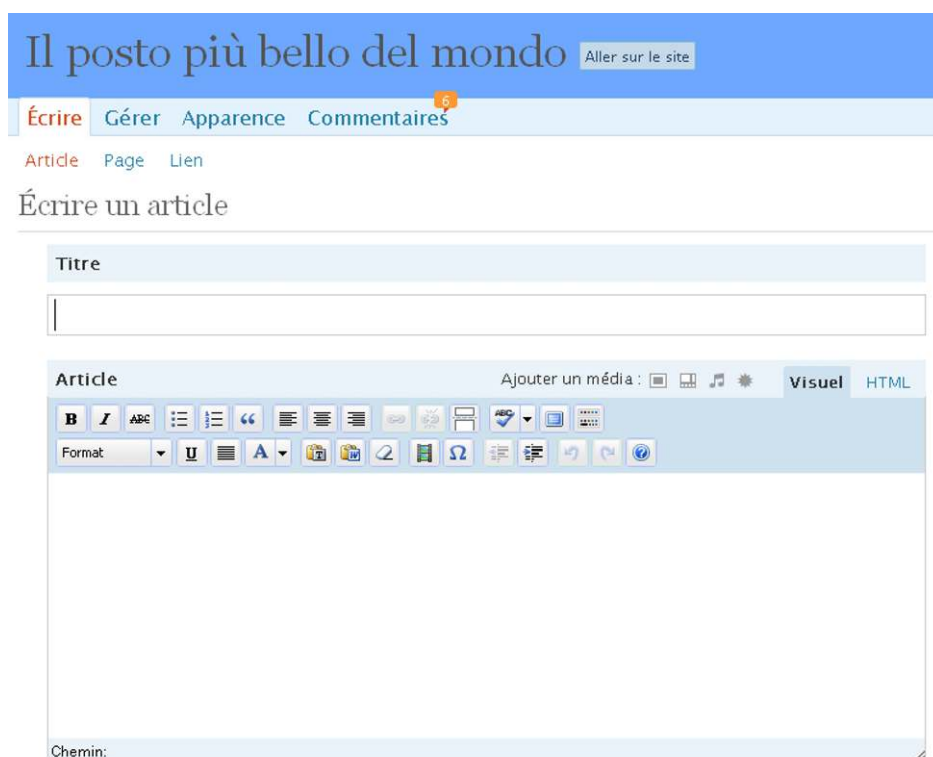 Il posto più bello del mondo Aller sur le site
6
Écrire Gérer Apparence Commentaires
Article Page Lien
Écrire un article
Titre
Article Ajouter un média : Visuel HTML
B I ABC ABC
Format U A T W Ω
Chemin: